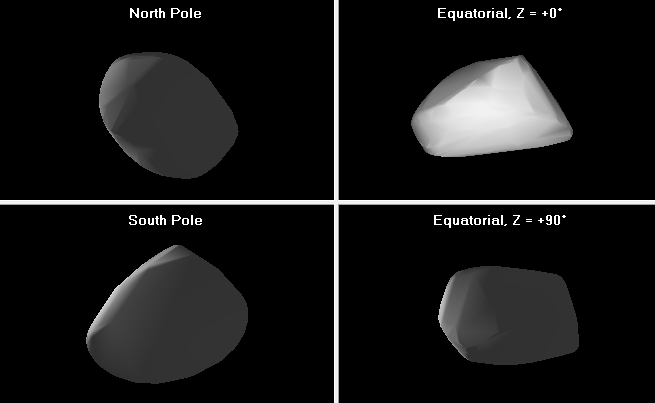 North Pole
Equatorial, Z = +0°
South Pole
Equatorial, Z = +90°